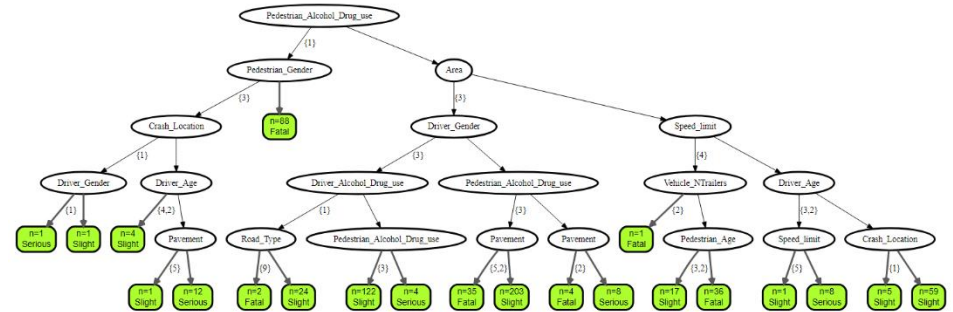 Pedestrian_Alcohol_Drug_use
{1}
Pedestrian_Gender
Area
{3}
{3}
Crash_Location
n=88
Fatal
Driver_Gender
Speed_limit
{1}
{3}
{4}
Driver_Gender
Driver_Age
Driver_Alcohol_Drug_use
Pedestrian_Alcohol_Drug_use
Vehicle_NTrailers
Driver_Age
{1}
{4,2}
{1}
{3}
{2}
{3,2}
n=1
Serious
n=1
Slight
n=4
Slight
Pavement
Road_Type
Pedestrian_Alcohol_Drug_use
Pavement
Pavement
n=1
Fatal
Pedestrian_Age
Speed_limit
Crash_Location
{5}
{9}
{3}
{5,2}
{2}
{3,2}
{5}
{1}
n=1
Slight
n=12
Serious
n=2
Fatal
n=24
Slight
n=122
Slight
n=4
Serious
n=35
Fatal
n=203
Slight
n=4
Fatal
n=8
Serious
n=17
Slight
n=36
Fatal
n=1
Slight
n=8
Serious
n=5
Slight
n=59
Slight